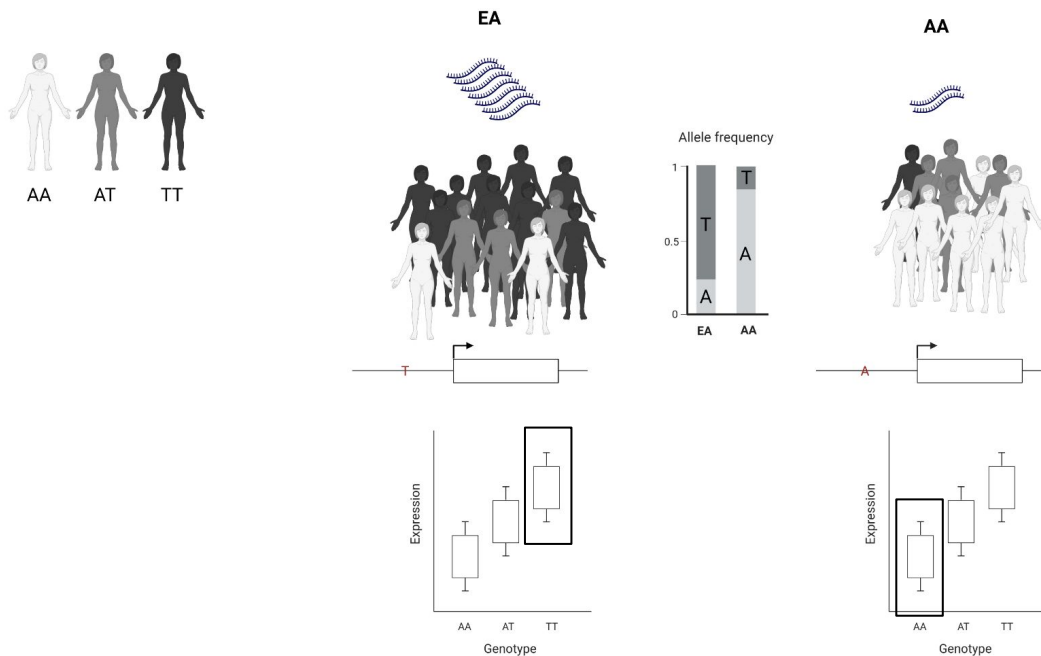 EA
AA
AA AT TT
Allele frequency
1
0.5
0
T
A
T
A
EA AA
T
A
Expression
AA AT TT
Genotype
Expression
AA AT TT
Genotype